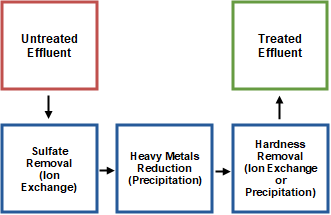 Untreated
Effluent
Treated
Effluent
Sulfate
Removal
(Ion
Exchange)
Heavy Metals
Reduction
(Precipitation)
Hardness
Removal
(Ion Exchange
or
Precipitation)